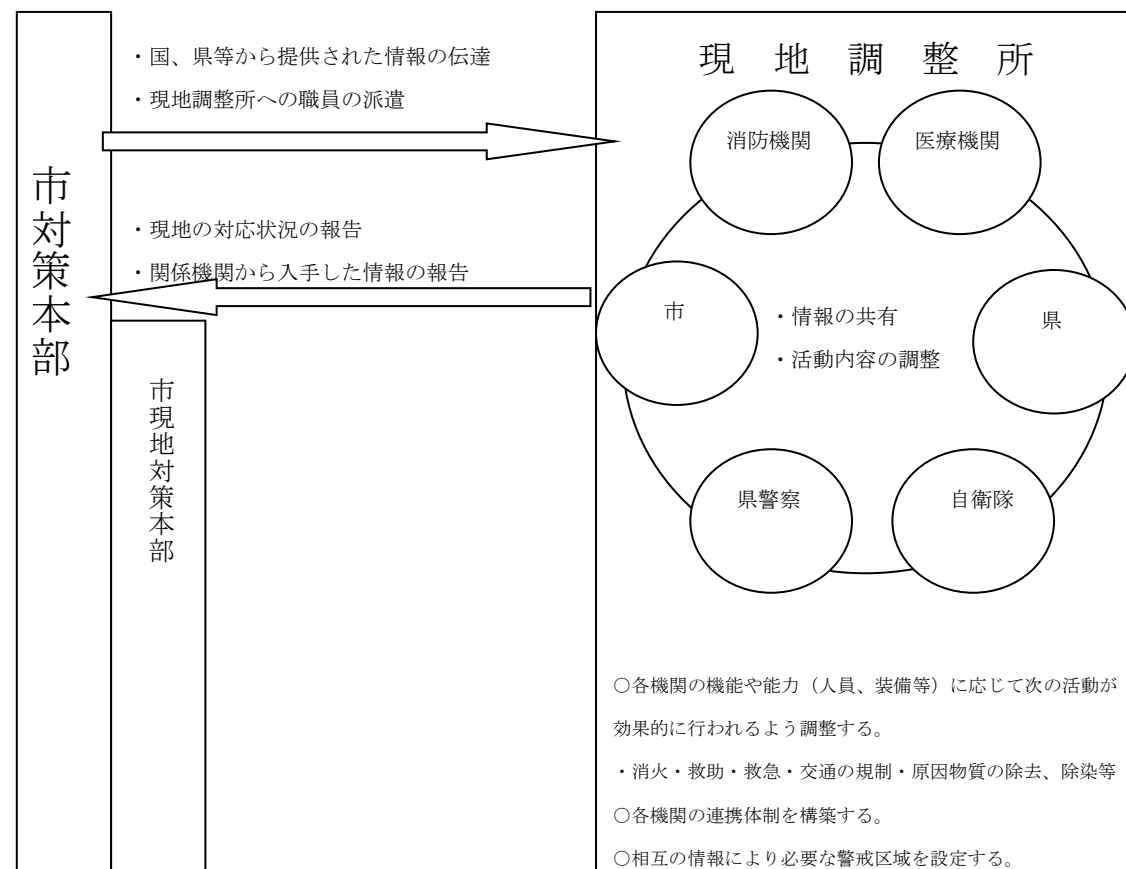 市対策本部
・国、県等から提供された情報の伝達
・現地調整所への職員の派遣
・現地の対応状況の報告
・関係機関から入手した情報の報告
市現地対策本部
現地調整所
消防機関
医療機関
市
・情報の共有
・活動内容の調整
県
県警察
自衛隊
○各機関の機能や能力（人員、装備等）に応じて次の活動が
効果的に行われるよう調整する。
・消火・救助・救急・交通の規制・原因物質の除去、除染等
○各機関の連携体制を構築する。
○相互の情報により必要な警戒区域を設定する。